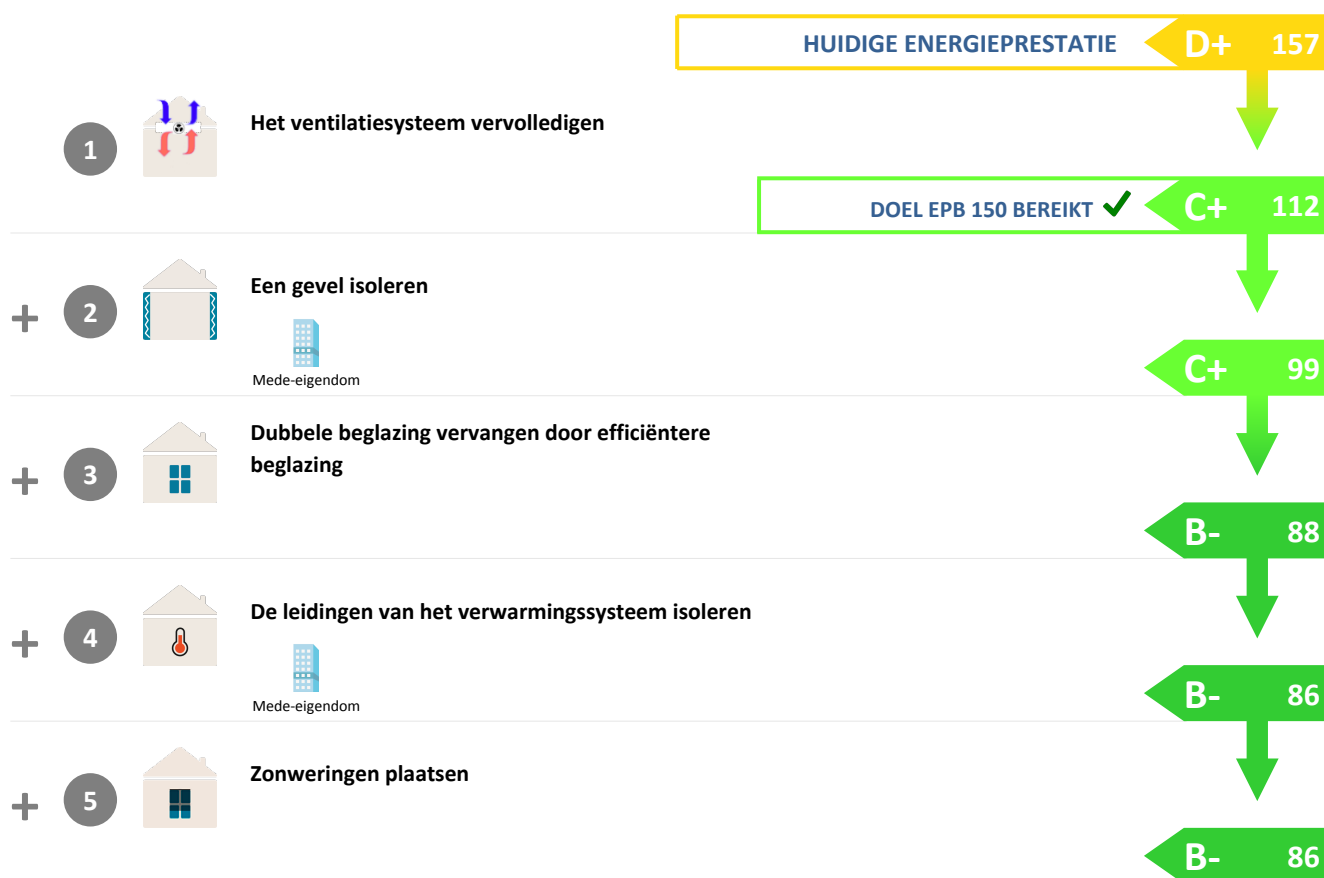 HUIDIGE ENERGIEPRESTATIE D+ 157
1 Het ventilatiesysteem vervolledigen
DOEL EPB 150 BEREIKT ✓ C+ 112
+ 2 Een gevel isoleren
Mede-eigendom
C+ 99
+ 3 Dubbele beglazing vervangen door efficiëntere
beglazing
B- 88
+ 4 De leidingen van het verwarmingssysteem isoleren
Mede-eigendom
B- 86
+ 5 Zonweringen plaatsen
B- 86